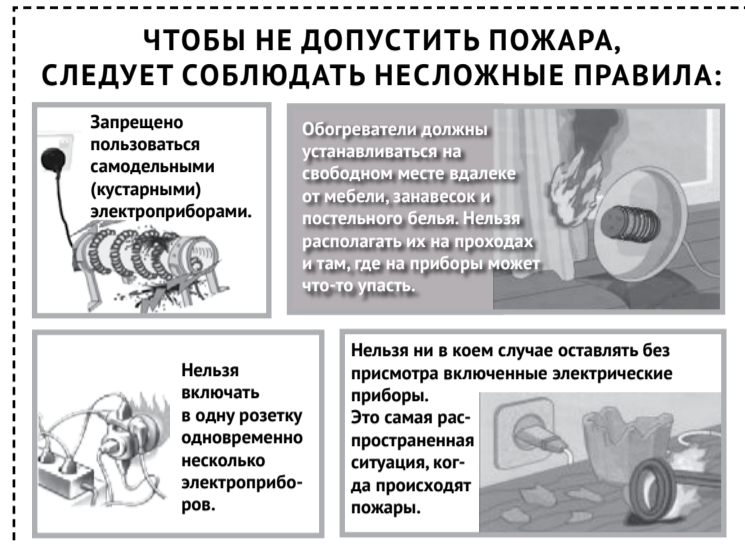 ЧТОБЫ НЕ ДОПУСТИТЬ ПОЖАРА,
СЛЕДУЕТ СОБЛЮДАТЬ НЕСЛОЖНЫЕ ПРАВИЛА:
Запрещено
пользоваться
самодельными
(кустарными)
электроприборами.
Обогреватели должны
устанавливаться на
свободном месте вдалеке
от мебели, занавесок и
постельного белья. Нельзя
располагать их на проходах
и там, где на приборы может
что-то упасть.
Нельзя
включать
в одну розетку
одновременно
несколько
электроприбо-
ров.
Нельзя ни в коем случае оставлять без
присмотра включенные электрические
приборы.
Это самая рас-
пространенная
ситуация, ког-
да происходят
пожары.